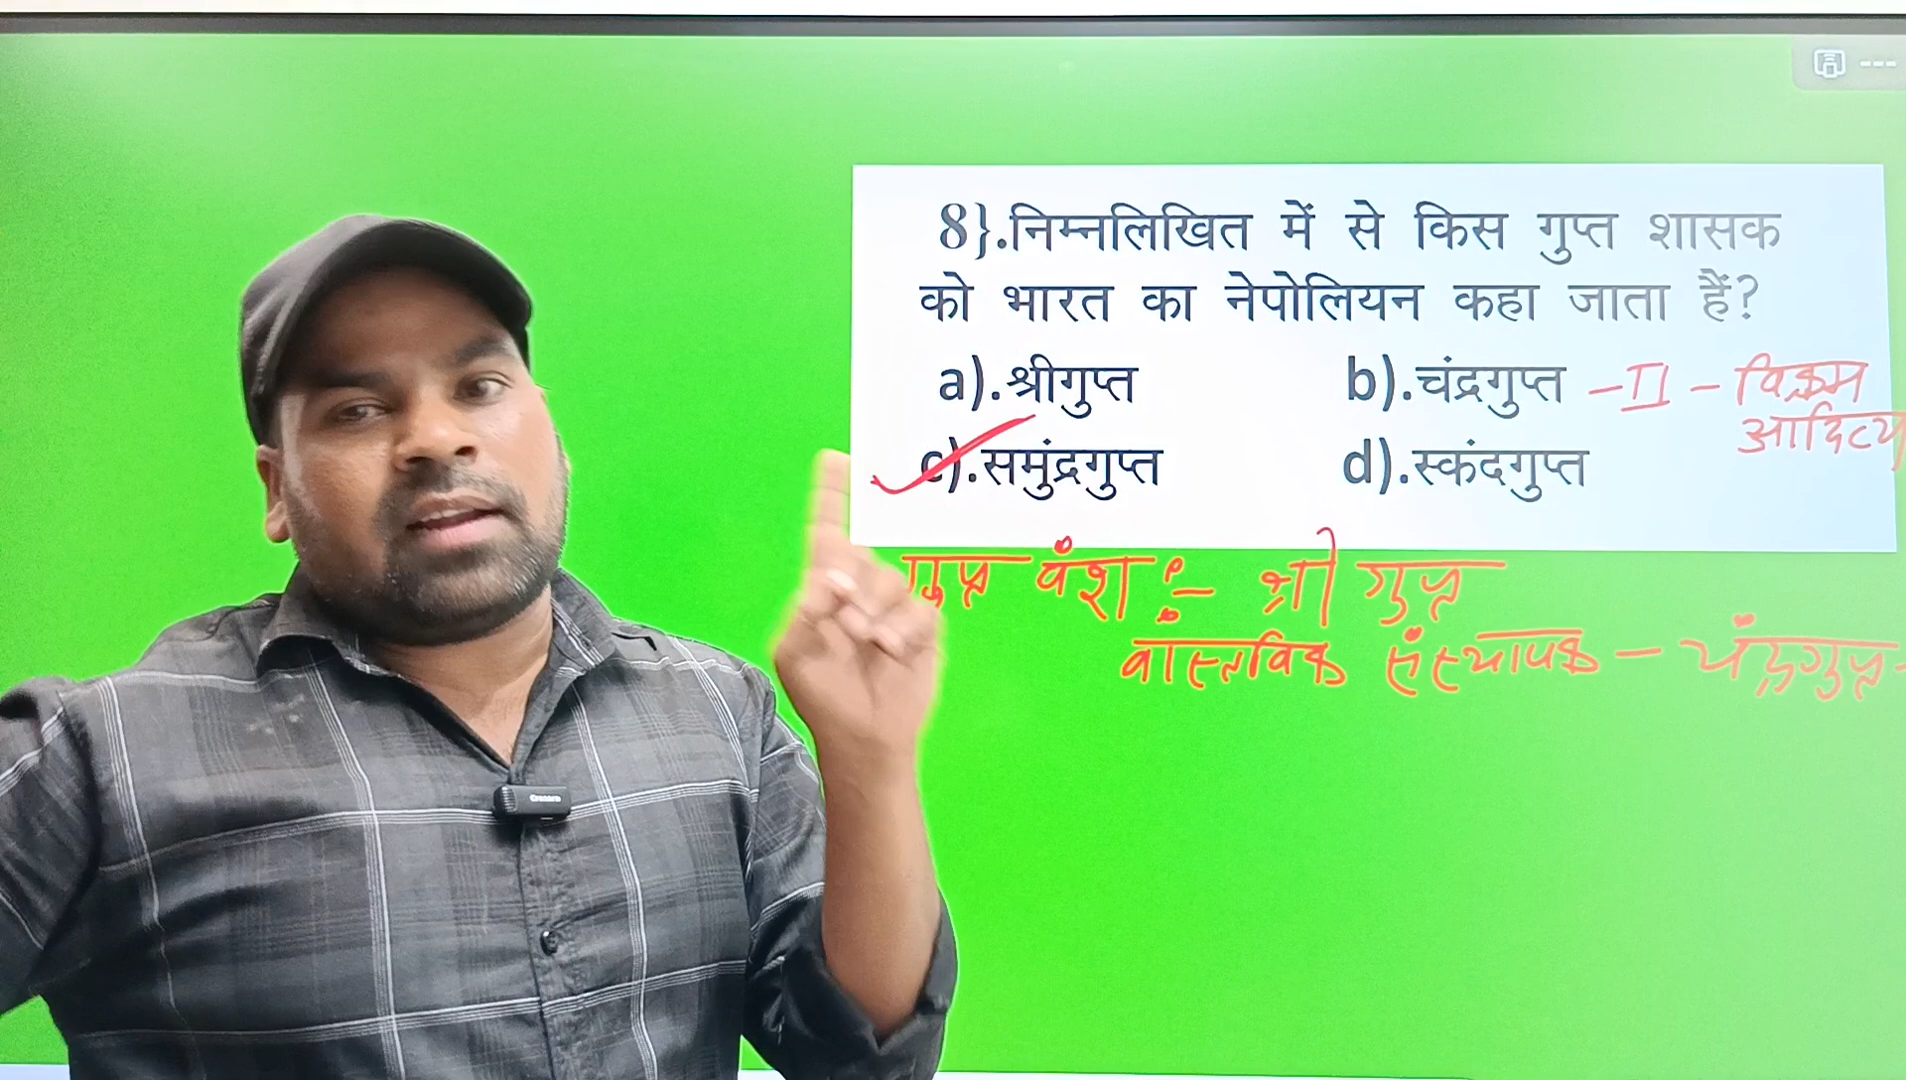 8}.निम्नलिखित में से किस गुप्त शासक
को भारत का नेपोलियन कहा जाता हैं?
a).श्रीगुप्त b).चंद्रगुप्त -II - विक्रम
आदित्य
c).समुंद्रगुप्त d).स्कंदगुप्त
गुप्त वंश :- श्री गुप्त
वास्तविक संस्थापक - चंद्रगुप्त -